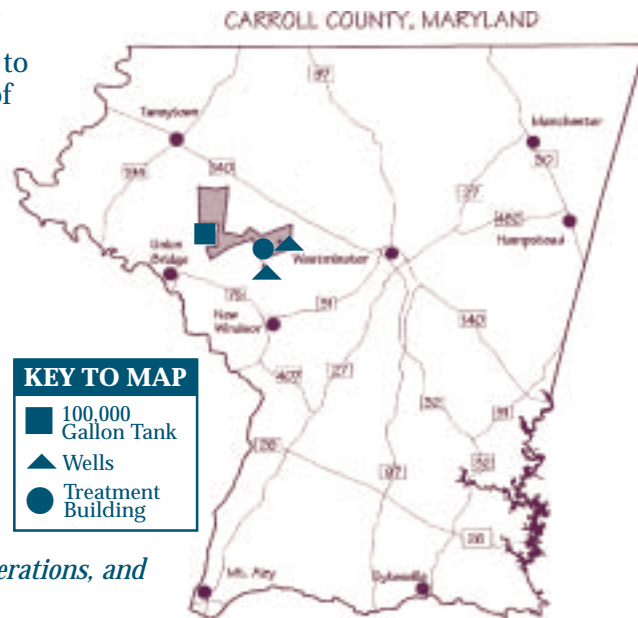 CARROLL COUNTY, MARYLAND
to
of
97
Taneytown
Manchester
194
140
30
27
482
Hampstead
Union
Bridge
Westminster
75
31
New
Windsor
140
27
407
32
31
26
97
32
26
KEY TO MAP
100,000
Gallon Tank
Wells
Treatment
Building
erations, and
Mt. Airy
Sykesville